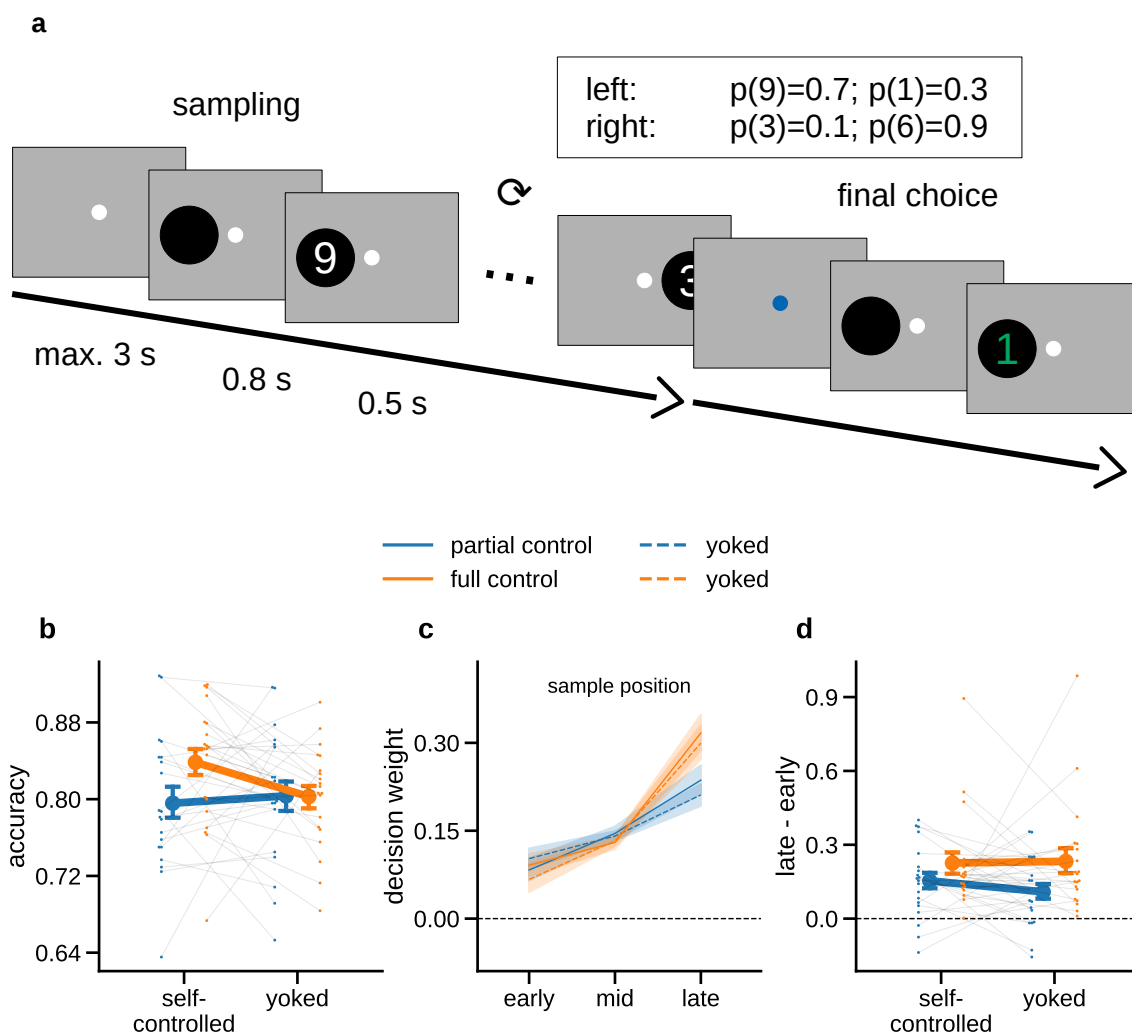 a
left: p(9)=0.7; p(1)=0.3
right: p(3)=0.1; p(6)=0.9
sampling
final choice
9
3
1
max. 3 s
0.8 s
0.5 s
partial control
yoked
full control
yoked
b
accuracy
0.88
0.80
0.72
0.64
self-
controlled
yoked
c
sample position
decision weight
0.30
0.15
0.00
early
mid
late
d
late - early
0.9
0.6
0.3
0.0
self-
controlled
yoked